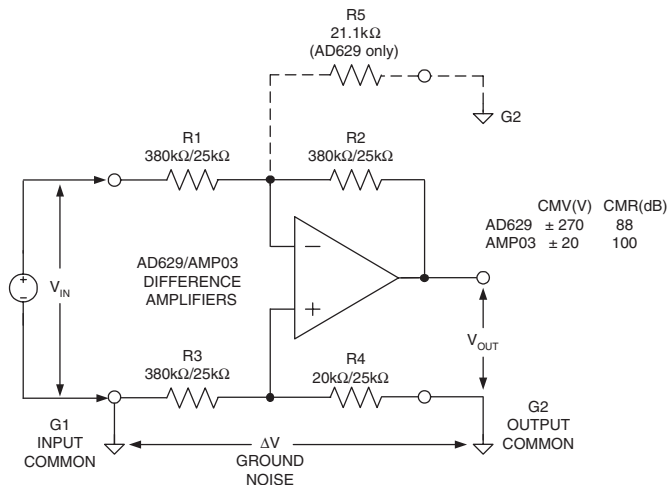 R5
21.1kΩ
(AD629 only)
G2
R1
380kΩ/25kΩ
R2
380kΩ/25kΩ
CMV(V) CMR(dB)
AD629 ± 270 88
AMP03 ± 20 100
−
+
AD629/AMP03
DIFFERENCE
AMPLIFIERS
+
−
VIN
R3
380kΩ/25kΩ
R4
20kΩ/25kΩ
VOUT
G1
INPUT
COMMON
ΔV
GROUND
NOISE
G2
OUTPUT
COMMON